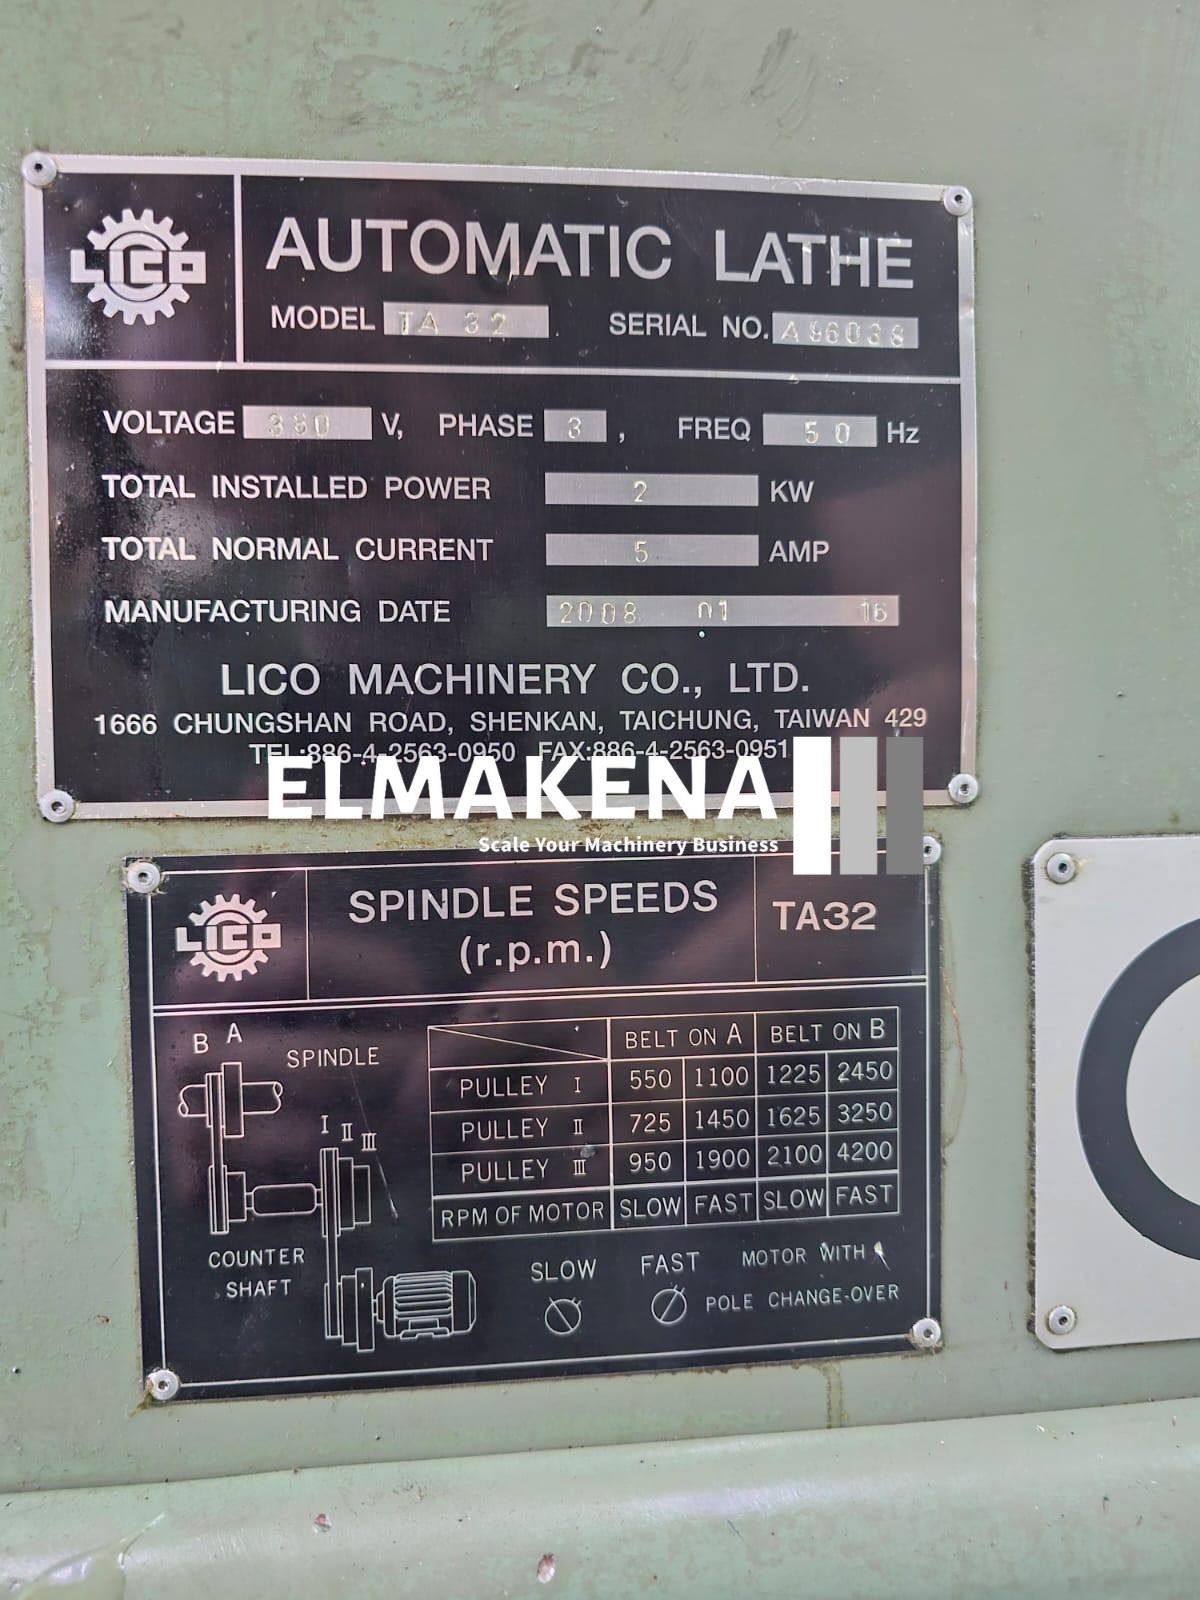 LICO
AUTOMATIC LATHE
MODEL TA 32 SERIAL NO. A96038
VOLTAGE 380 V, PHASE 3 , FREQ 50 Hz
TOTAL INSTALLED POWER 2 KW
TOTAL NORMAL CURRENT 5 AMP
MANUFACTURING DATE 2008 01 16
LICO MACHINERY CO., LTD.
1666 CHUNGSHAN ROAD, SHENKAN, TAICHUNG, TAIWAN 429
TEL:886-4-2563-0950 FAX:886-4-2563-0951
ELMAKENA
Scale Your Machinery Business
LICO
SPINDLE SPEEDS
(r.p.m.)
TA32
B A
SPINDLE
I II III
COUNTER
SHAFT
BELT ON A BELT ON B
PULLEY I 550 1100 1225 2450
PULLEY II 725 1450 1625 3250
PULLEY III 950 1900 2100 4200
RPM OF MOTOR SLOW FAST SLOW FAST
SLOW FAST MOTOR WITH
POLE CHANGE-OVER